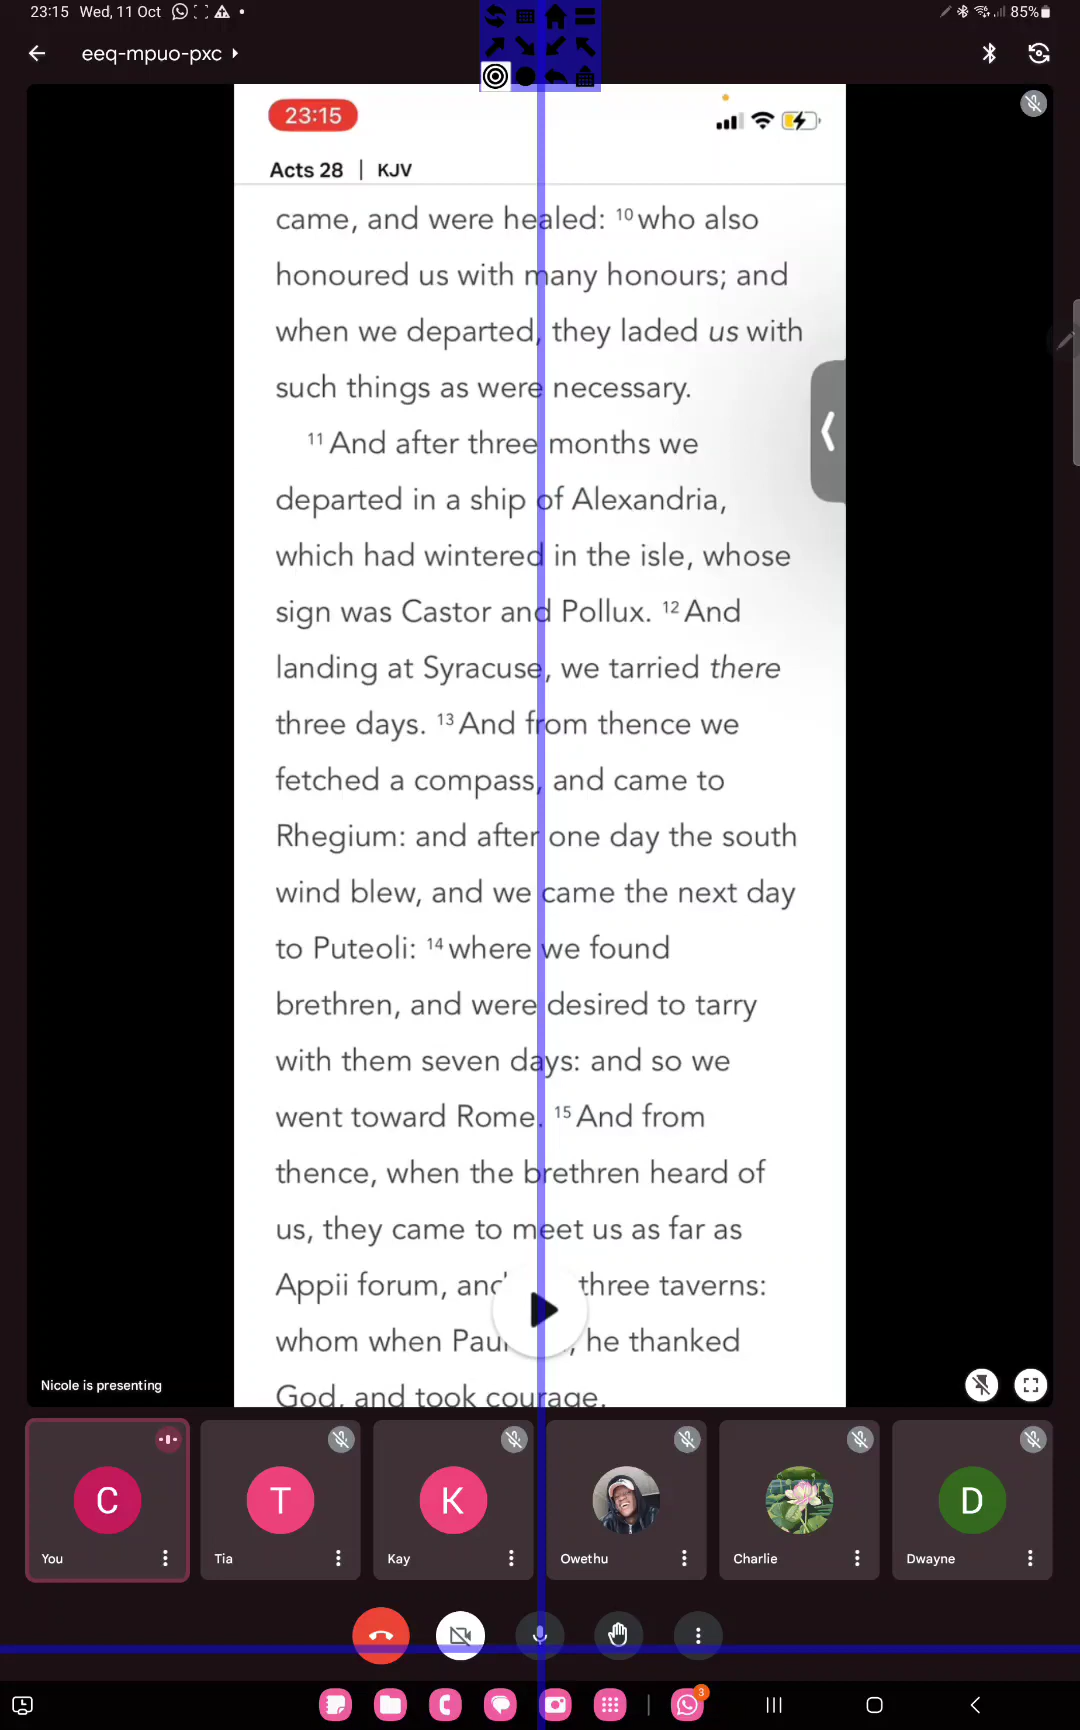 23:15 Wed, 11 Oct
85%
eeq-mpuo-pxc
23:15
Acts 28 | KJV
came, and were healed: 10 who also
honoured us with many honours; and
when we departed, they laded us with
such things as were necessary.
11 And after three months we
departed in a ship of Alexandria,
which had wintered in the isle, whose
sign was Castor and Pollux. 12 And
landing at Syracuse, we tarried there
three days. 13 And from thence we
fetched a compass, and came to
Rhegium: and after one day the south
wind blew, and we came the next day
to Puteoli: 14 where we found
brethren, and were desired to tarry
with them seven days: and so we
went toward Rome. 15 And from
thence, when the brethren heard of
us, they came to meet us as far as
Appii forum, and three taverns:
whom when Paul , he thanked
God, and took courage.
Nicole is presenting
C
T
K
D
You
Tia
Kay
Owethu
Charlie
Dwayne
3